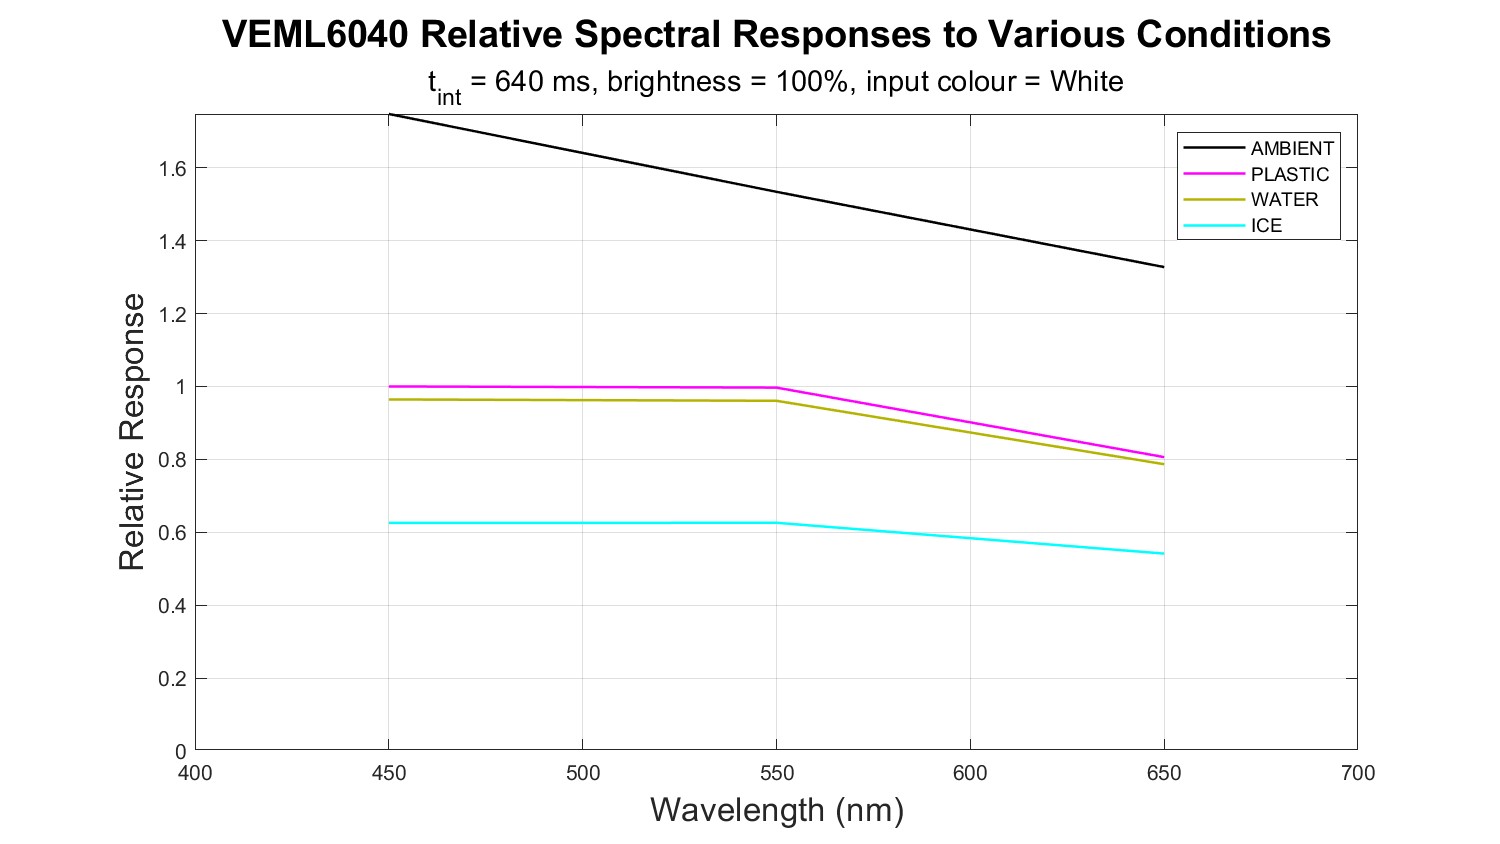 VEML6040 Relative Spectral Responses to Various Conditions
t_int = 640 ms, brightness = 100%, input colour = White
AMBIENT
PLASTIC
WATER
ICE
Relative Response
1.6
1.4
1.2
1
0.8
0.6
0.4
0.2
0
400 450 500 550 600 650 700
Wavelength (nm)